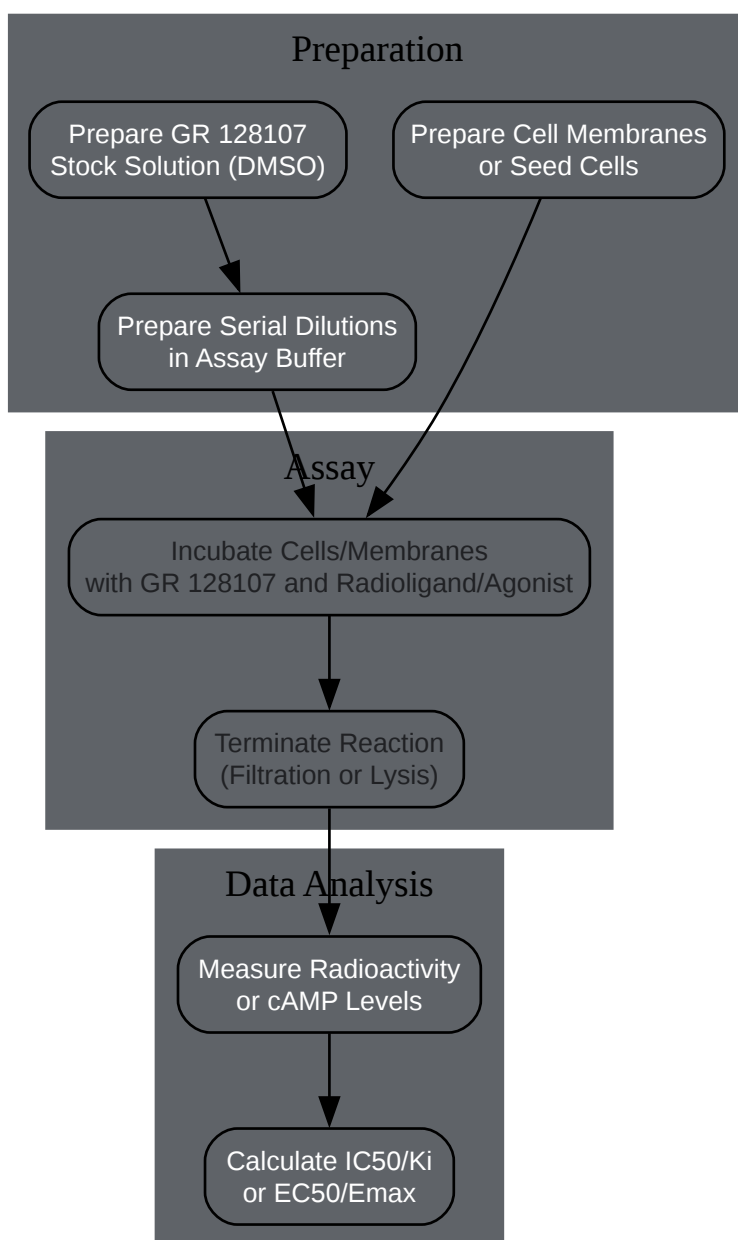 Preparation
Prepare GR 128107
Stock Solution (DMSO)
Prepare Cell Membranes
or Seed Cells
Prepare Serial Dilutions
in Assay Buffer
Assay
Incubate Cells/Membranes
with GR 128107 and Radioligand/Agonist
Terminate Reaction
(Filtration or Lysis)
Data Analysis
Measure Radioactivity
or cAMP Levels
Calculate IC50/Ki
or EC50/Emax